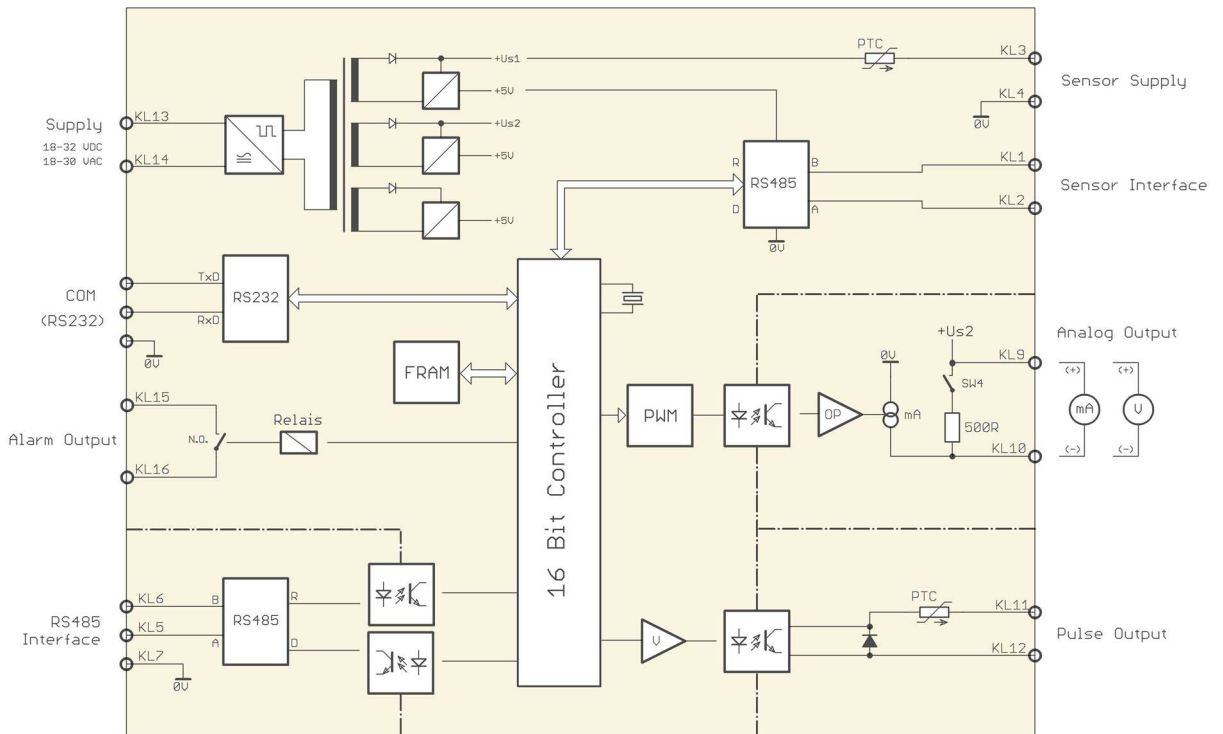 PTC
KL3
+Us1
Sensor Supply
KL4
+5V
0V
KL13
Supply
+Us2
18-32 VDC
18-30 VAC
KL14
+5V
R
B
KL1
RS485
Sensor Interface
D
A
KL2
+5V
0V
TxD
COM
RS232
(RS232)
RxD
0V
+Us2
Analog Output
0V
KL9
(+)
(+)
FRAM
SW4
KL15
PWM
OP
mA
mA
V
Relais
500R
Alarm Output
N.O.
KL10
(-)
(-)
KL16
16 Bit Controller
KL6
B
R
PTC
KL11
RS485
Interface
RS485
KL5
V
Pulse Output
A
D
KL12
KL7
0V